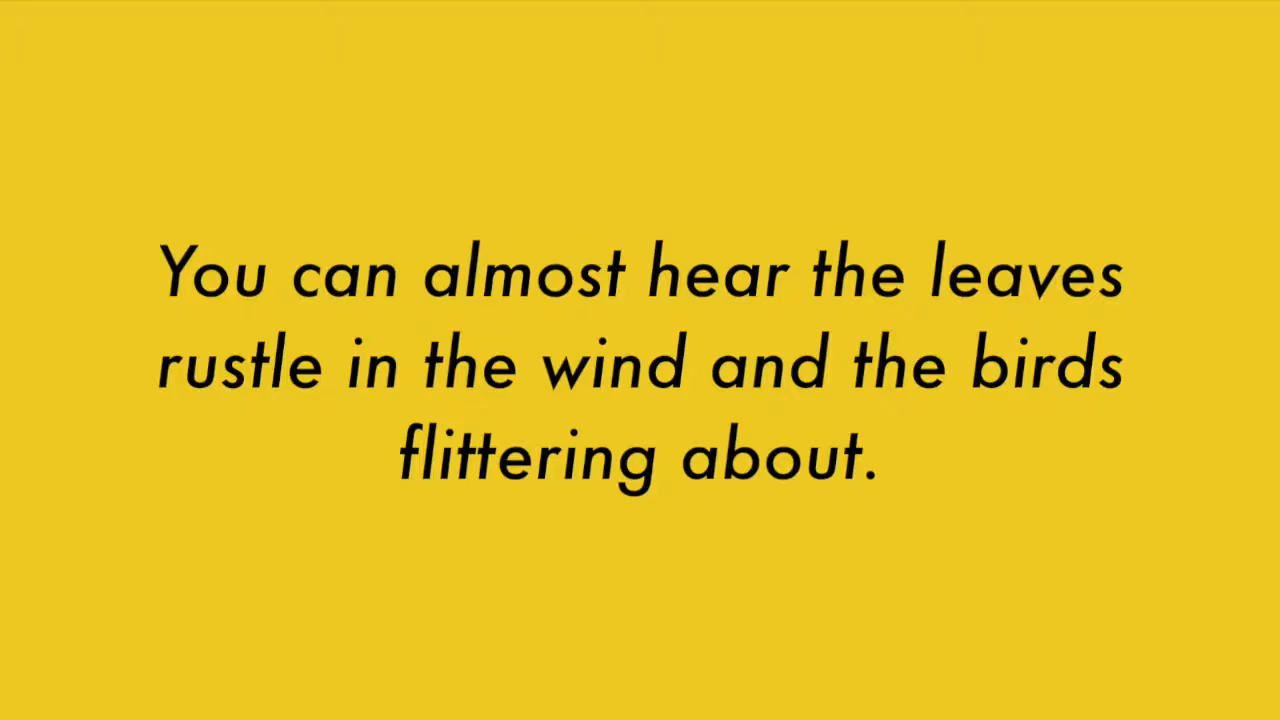 You can almost hear the leaves
rustle in the wind and the birds
flittering about.